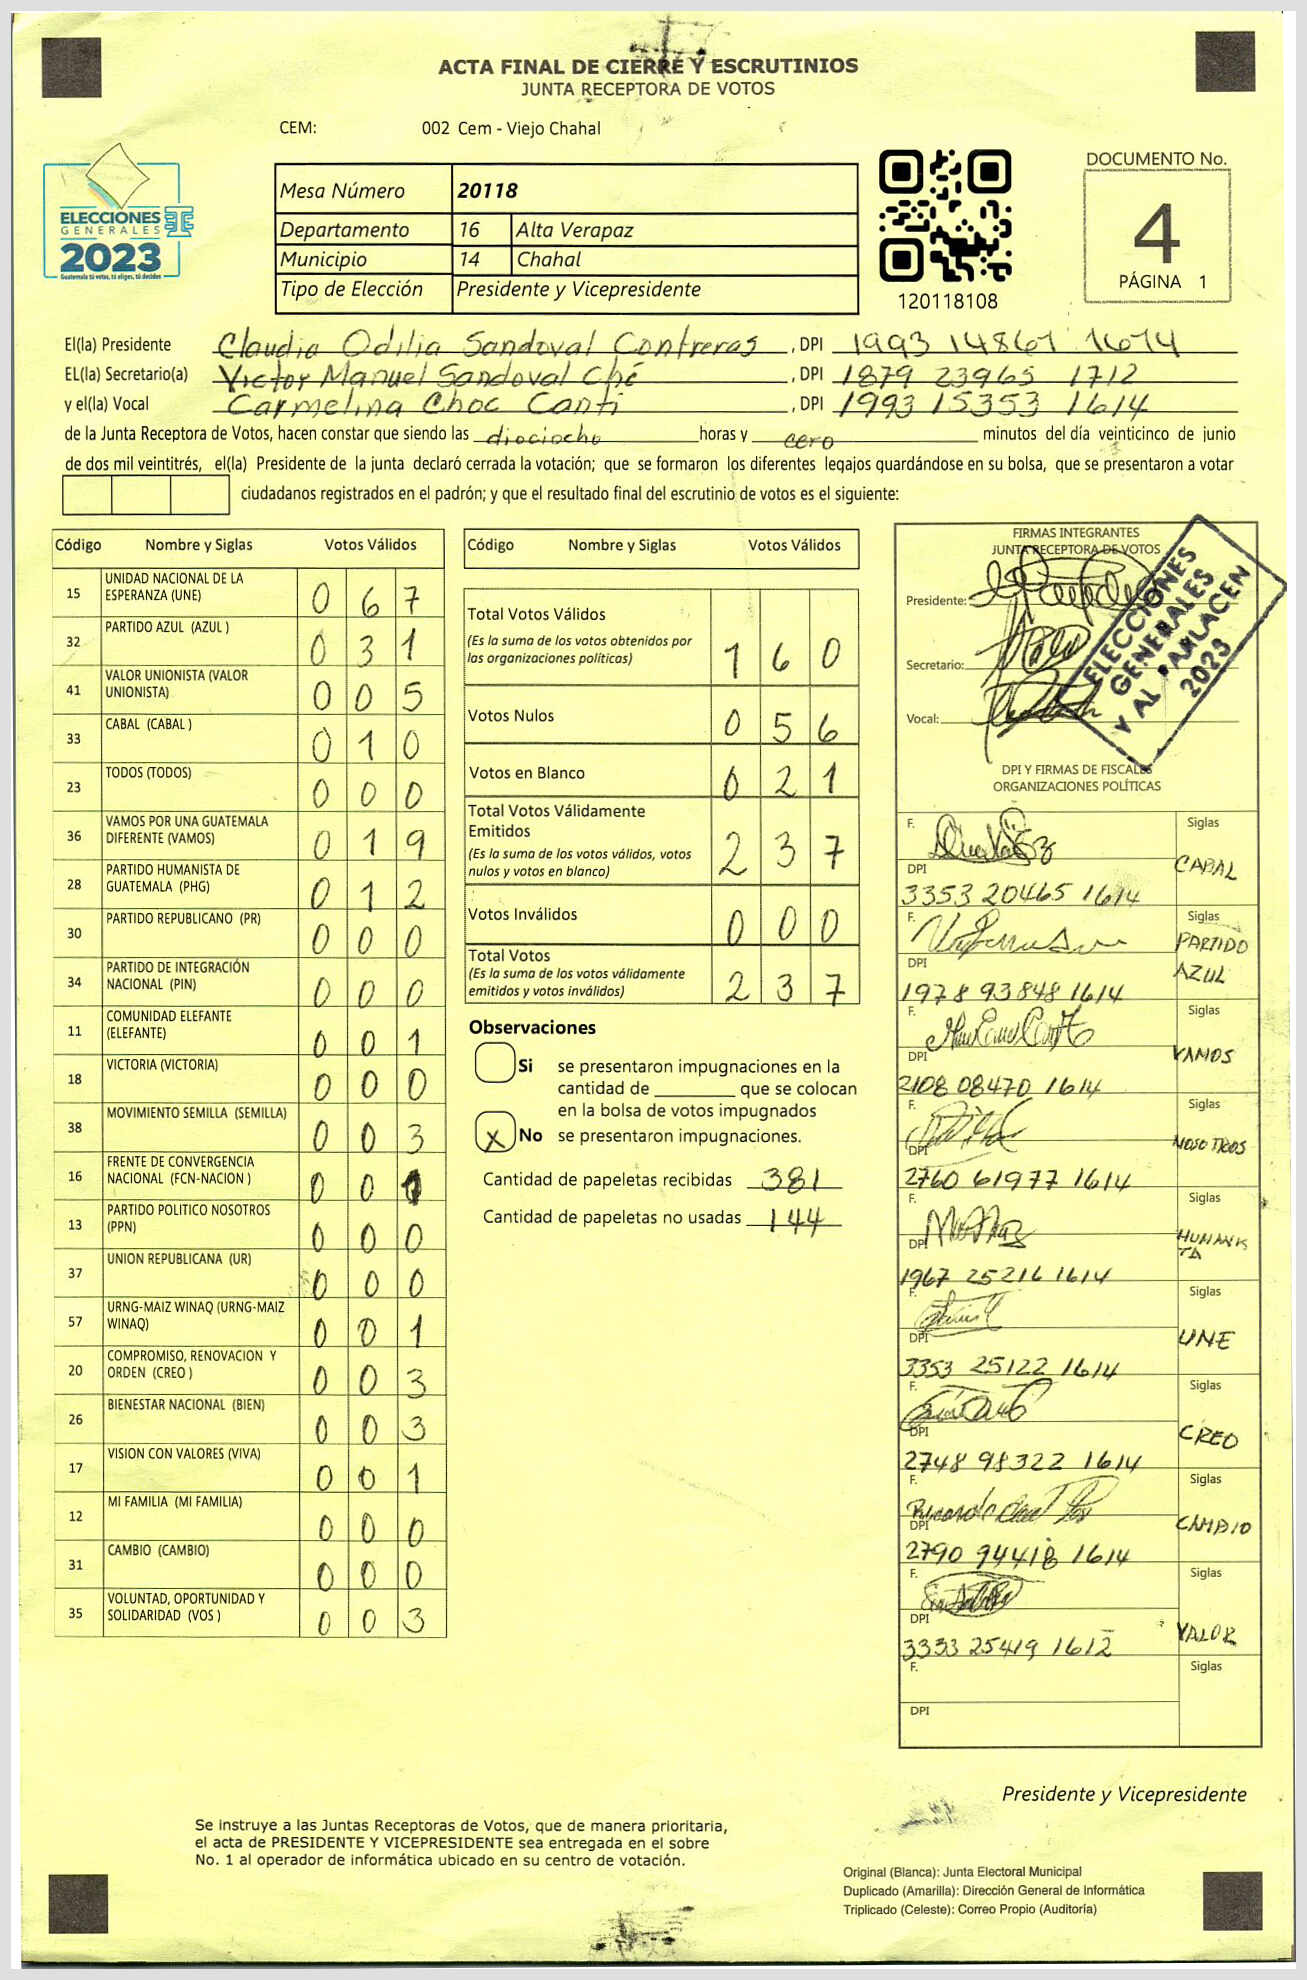 ACTA FINAL DE CIERRE Y ESCRUTINIOS
JUNTA RECEPTORA DE VOTOS
CEM: 002 Cem - Viejo Chahal
ELECCIONES
GENERALES
2023
Guatemala tú votas, tú eliges, tú decides
Mesa Número 20118
Departamento 16 Alta Verapaz
Municipio 14 Chahal
Tipo de Elección Presidente y Vicepresidente
120118108
DOCUMENTO No.
4
PÁGINA 1
El(la) Presidente Claudia Odilia Sandoval Contreras , DPI 1993 14867 1614
EL(la) Secretario(a) Victor Manuel Sandoval Ché , DPI 1879 23965 1712
y el(la) Vocal Carmelina Choc Canti , DPI 1993 15353 1614
de la Junta Receptora de Votos, hacen constar que siendo las diociocho horas y cero minutos del día veinticinco de junio
de dos mil veintitrés, el(la) Presidente de la junta declaró cerrada la votación; que se formaron los diferentes legajos guardándose en su bolsa, que se presentaron a votar
ciudadanos registrados en el padrón; y que el resultado final del escrutinio de votos es el siguiente:
Código Nombre y Siglas Votos Válidos
15 UNIDAD NACIONAL DE LA ESPERANZA (UNE) 0 6 7
32 PARTIDO AZUL (AZUL ) 0 3 1
41 VALOR UNIONISTA (VALOR UNIONISTA) 0 0 5
33 CABAL (CABAL ) 0 1 0
23 TODOS (TODOS) 0 0 0
36 VAMOS POR UNA GUATEMALA DIFERENTE (VAMOS) 0 1 9
28 PARTIDO HUMANISTA DE GUATEMALA (PHG) 0 1 2
30 PARTIDO REPUBLICANO (PR) 0 0 0
34 PARTIDO DE INTEGRACIÓN NACIONAL (PIN) 0 0 0
11 COMUNIDAD ELEFANTE (ELEFANTE) 0 0 1
18 VICTORIA (VICTORIA) 0 0 0
38 MOVIMIENTO SEMILLA (SEMILLA) 0 0 3
16 FRENTE DE CONVERGENCIA NACIONAL (FCN-NACION ) 0 0 1
13 PARTIDO POLITICO NOSOTROS (PPN) 0 0 0
37 UNION REPUBLICANA (UR) 0 0 0
57 URNG-MAIZ WINAQ (URNG-MAIZ WINAQ) 0 0 1
20 COMPROMISO, RENOVACION Y ORDEN (CREO ) 0 0 3
26 BIENESTAR NACIONAL (BIEN) 0 0 3
17 VISION CON VALORES (VIVA) 0 0 1
12 MI FAMILIA (MI FAMILIA) 0 0 0
31 CAMBIO (CAMBIO) 0 0 0
35 VOLUNTAD, OPORTUNIDAD Y SOLIDARIDAD (VOS ) 0 0 3
Código Nombre y Siglas Votos Válidos
Total Votos Válidos
(Es la suma de los votos obtenidos por
las organizaciones políticas) 1 6 0
Votos Nulos 0 5 6
Votos en Blanco 0 2 1
Total Votos Válidamente
Emitidos
(Es la suma de los votos válidos, votos
nulos y votos en blanco) 2 3 7
Votos Inválidos 0 0 0
Total Votos
(Es la suma de los votos válidamente
emitidos y votos inválidos) 2 3 7
Observaciones
Si se presentaron impugnaciones en la
cantidad de ________ que se colocan
en la bolsa de votos impugnados
X No se presentaron impugnaciones.
Cantidad de papeletas recibidas 381
Cantidad de papeletas no usadas 144
FIRMAS INTEGRANTES
JUNTA RECEPTORA DE VOTOS
Presidente:
Secretario:
Vocal:
ELECCIONES
GENERALES
Y AL PARLACEN
2023
DPI Y FIRMAS DE FISCALES
ORGANIZACIONES POLÍTICAS
F. Siglas
DPI CABAL
3353 20465 1614
F. Siglas
DPI PARTIDO AZUL
1978 93848 1614
F. Siglas
DPI VAMOS
2108 08470 1614
F. Siglas
DPI NOSOTROS
2760 61977 1614
F. Siglas
DPI HUMANISTA
1967 25216 1614
F. Siglas
DPI UNE
3353 25122 1614
F. Siglas
DPI CREO
2748 98322 1614
F. Siglas
DPI CAMBIO
2790 94418 1614
F. Siglas
DPI VALOR
3353 25419 1612
F. Siglas
DPI
Presidente y Vicepresidente
Se instruye a las Juntas Receptoras de Votos, que de manera prioritaria,
el acta de PRESIDENTE Y VICEPRESIDENTE sea entregada en el sobre
No. 1 al operador de informática ubicado en su centro de votación.
Original (Blanca): Junta Electoral Municipal
Duplicado (Amarilla): Dirección General de Informática
Triplicado (Celeste): Correo Propio (Auditoría)